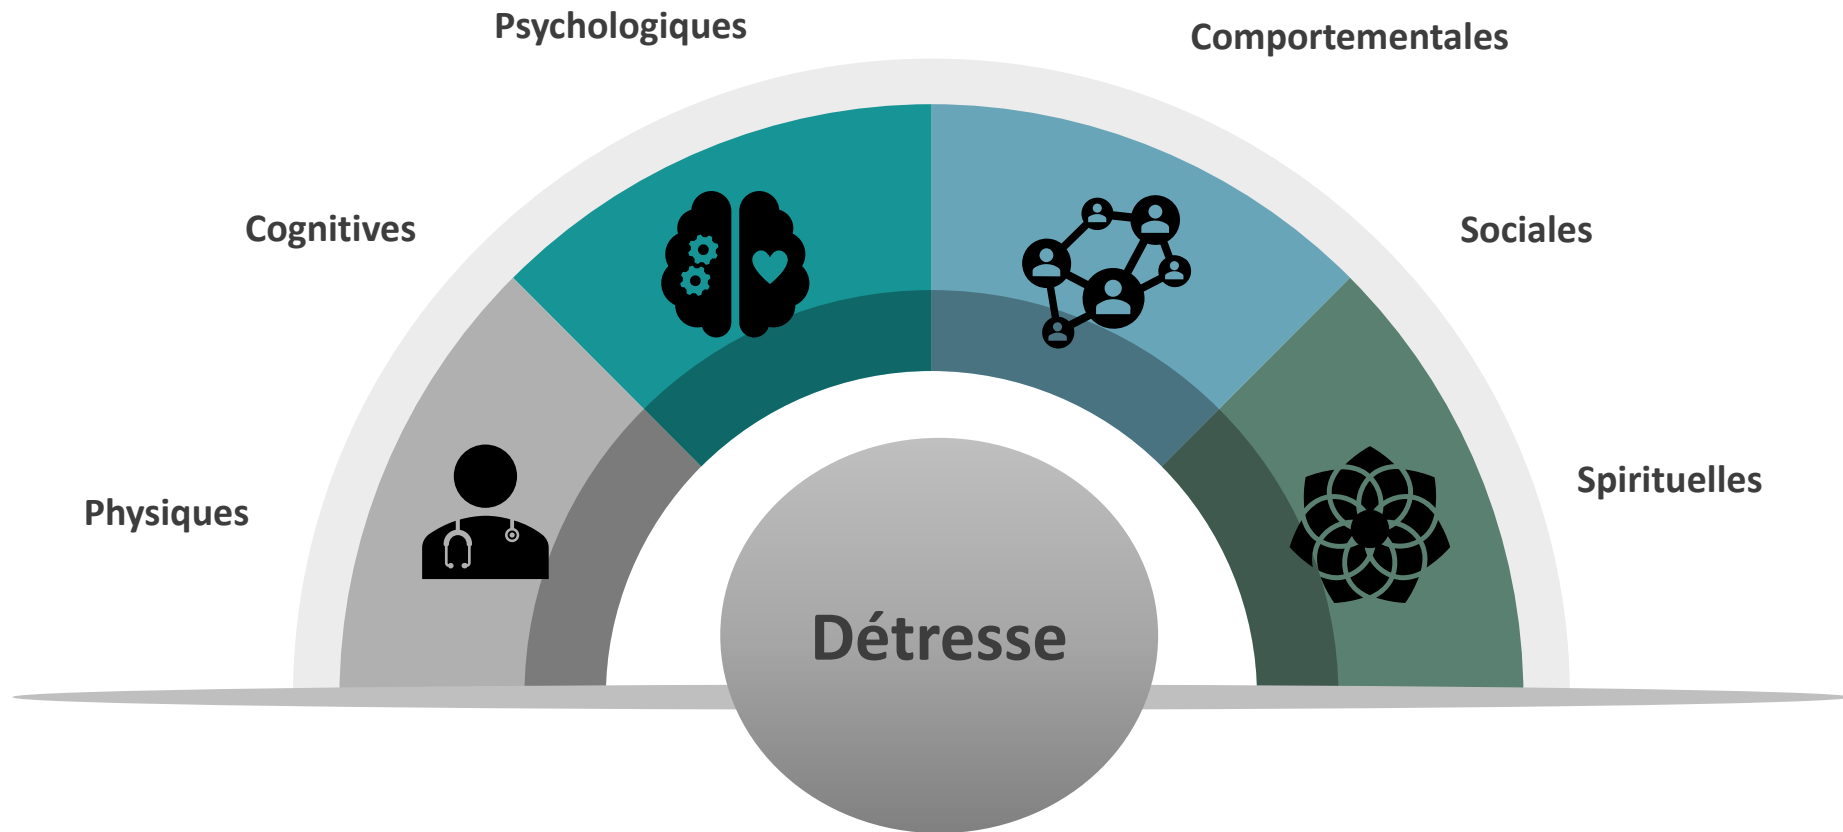 Psychologiques
Comportementales
Cognitives
Sociales
Physiques
Spirituelles
Détresse